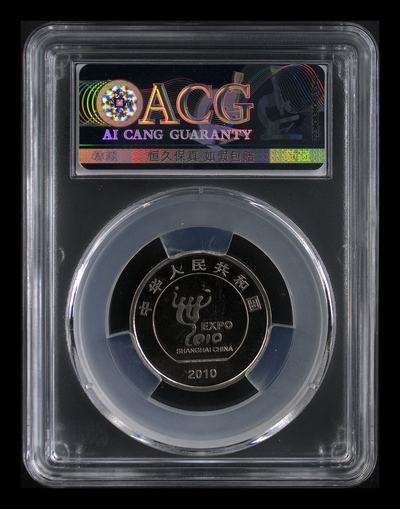 ACG
AI CANG GUARANTY
恒久保真 如假包赔
中华人民共和国
EXPO
2010
SHANGHAI CHINA
2010